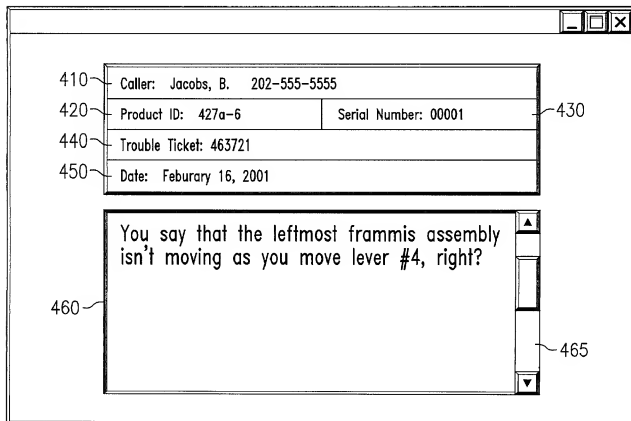 410 Caller: Jacobs, B. 202-555-5555
420 Product ID: 427a-6 Serial Number: 00001 430
440 Trouble Ticket: 463721
450 Date: Feburary 16, 2001
You say that the leftmost frammis assembly
isn't moving as you move lever #4, right?
460
465